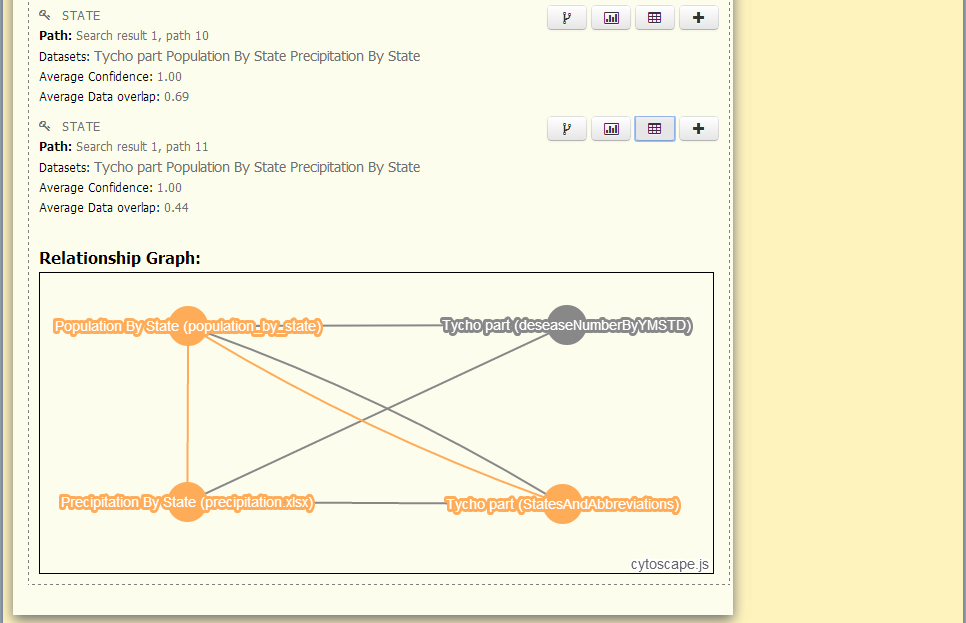 STATE
Path: Search result 1, path 10
Datasets: Tycho part Population By State Precipitation By State
Average Confidence: 1.00
Average Data overlap: 0.69
STATE
Path: Search result 1, path 11
Datasets: Tycho part Population By State Precipitation By State
Average Confidence: 1.00
Average Data overlap: 0.44
Relationship Graph:
Population By State (population_by_state)
Tycho part (deseaseNumberByYMSTD)
Precipitation By State (precipitation.xlsx)
Tycho part (StatesAndAbbreviations)
cytoscape.js